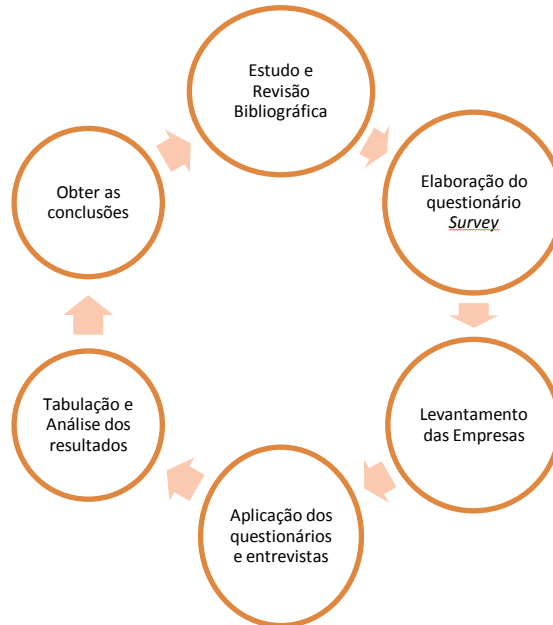 Estudo e
Revisão
Bibliográfica
Elaboração do
questionário
Survey
Levantamento
das Empresas
Aplicação dos
questionários
e entrevistas
Tabulação e
Análise dos
resultados
Obter as
conclusões